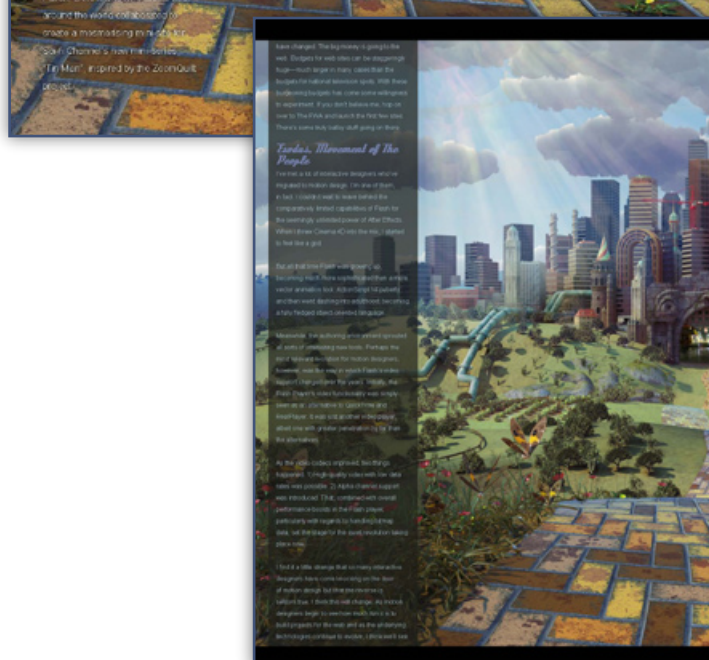 around the world collaborated to
create a mesmerising mini-site for
Sci Fi Channel's new mini-series
"Tin Man", inspired by the ZoomQuilt
project.
have changed. The big money is going to the
web. Budgets for web sites can be staggeringly
huge—much larger in many cases than the
budgets for national television spots. With these
burgeoning budgets has come some willingness
to experiment. If you don't believe me, hop on
over to The FWA and launch the first few sites.
There's some truly ballsy stuff going on there.
Exodus, Movement of the
People
I've met a lot of interactive designers who've
migrated to motion design. I'm one of them,
in fact. I couldn't wait to leave behind the
comparatively limited capabilities of Flash for
the seemingly unlimited power of After Effects.
When I threw Cinema 4D into the mix, I started
to feel like a god.
But all that time Flash was growing up,
becoming much more sophisticated than a mere
vector animation tool. ActionScript hit puberty
and then went dashing into adulthood, becoming
a fully fledged object-oriented language.
Meanwhile, the authoring environment sprouted
all sorts of interesting new tools. Perhaps the
most relevant evolution for motion designers,
however, was the way in which Flash's video
support changed over the years. Initially, the
Flash Player's video functionality was simply
seen as an alternative to QuickTime and
RealPlayer. It was just another video player,
albeit one with greater penetration by far than
the alternatives.
As the video codecs improved, two things
happened: 1) High-quality video with low data
rates was possible. 2) Alpha channel support
was introduced. That, combined with overall
performance boosts in the Flash player,
particularly with regards to handling bitmap
data, set the stage for the quiet revolution taking
place now.
I find it a little strange that so many interactive
designers have come knocking on the door
of motion design but that the reverse is
seldom true. I think this will change. As motion
designers begin to see how much fun it is to
build projects for the web and as the underlying
technologies continue to evolve, I think we'll see